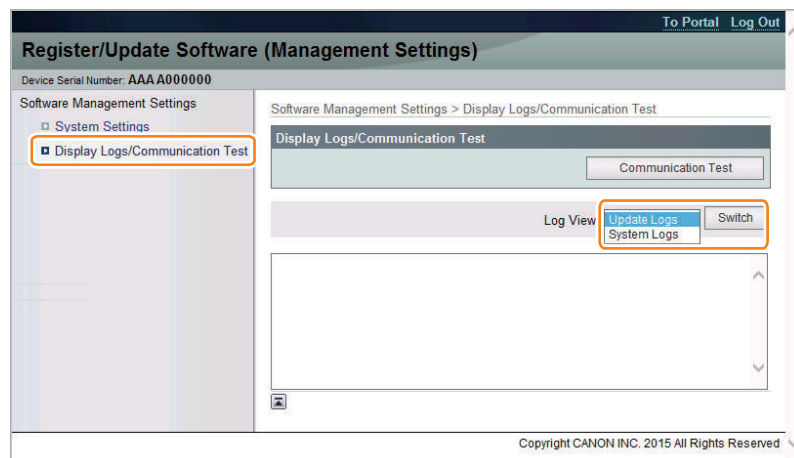 To Portal Log Out
Register/Update Software (Management Settings)
Device Serial Number: AAAA000000
Software Management Settings
System Settings
Display Logs/Communication Test
Software Management Settings > Display Logs/Communication Test
Display Logs/Communication Test
Communication Test
Log View Update Logs Switch
System Logs
Copyright CANON INC. 2015 All Rights Reserved